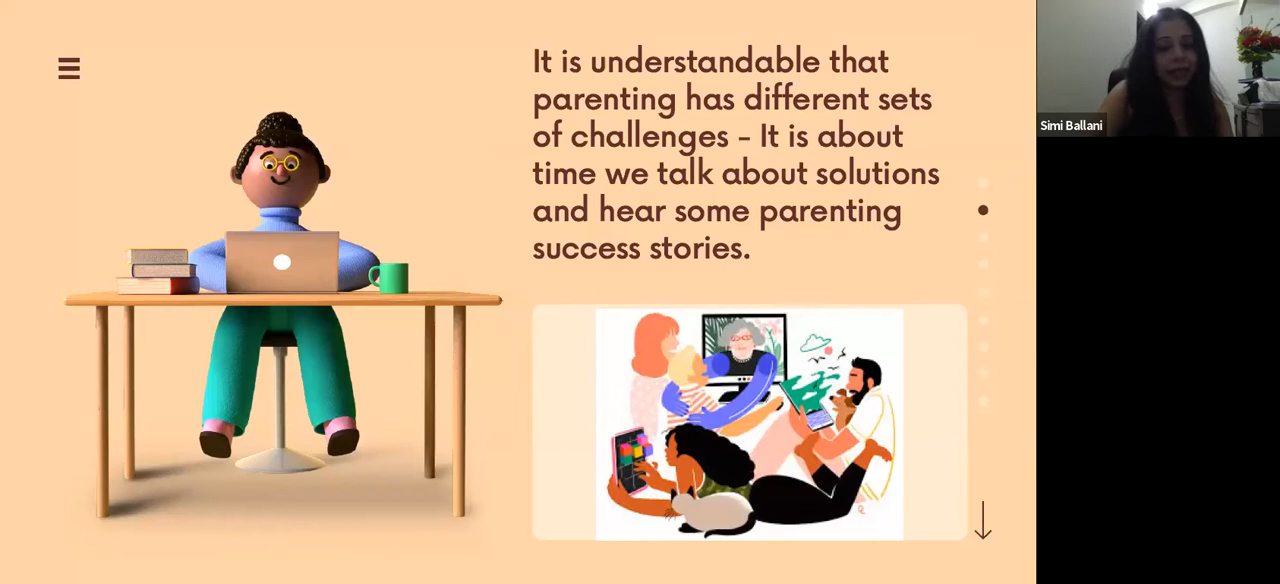 It is understandable that
parenting has different sets
of challenges - It is about
time we talk about solutions
and hear some parenting
success stories.
Simi Ballani